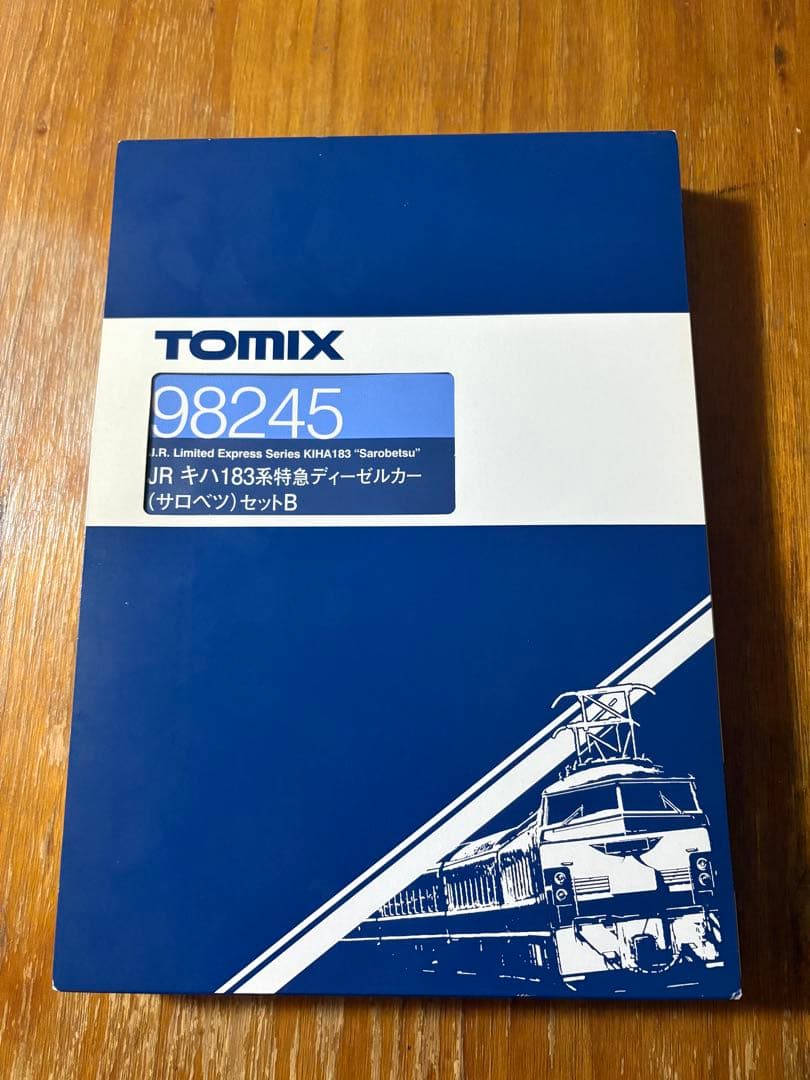 TOMIX
98245
J.R. Limited Express Series KIHA183 “Sarobetsu”
JR キハ183系特急ディーゼルカー
(サロベツ)セットB